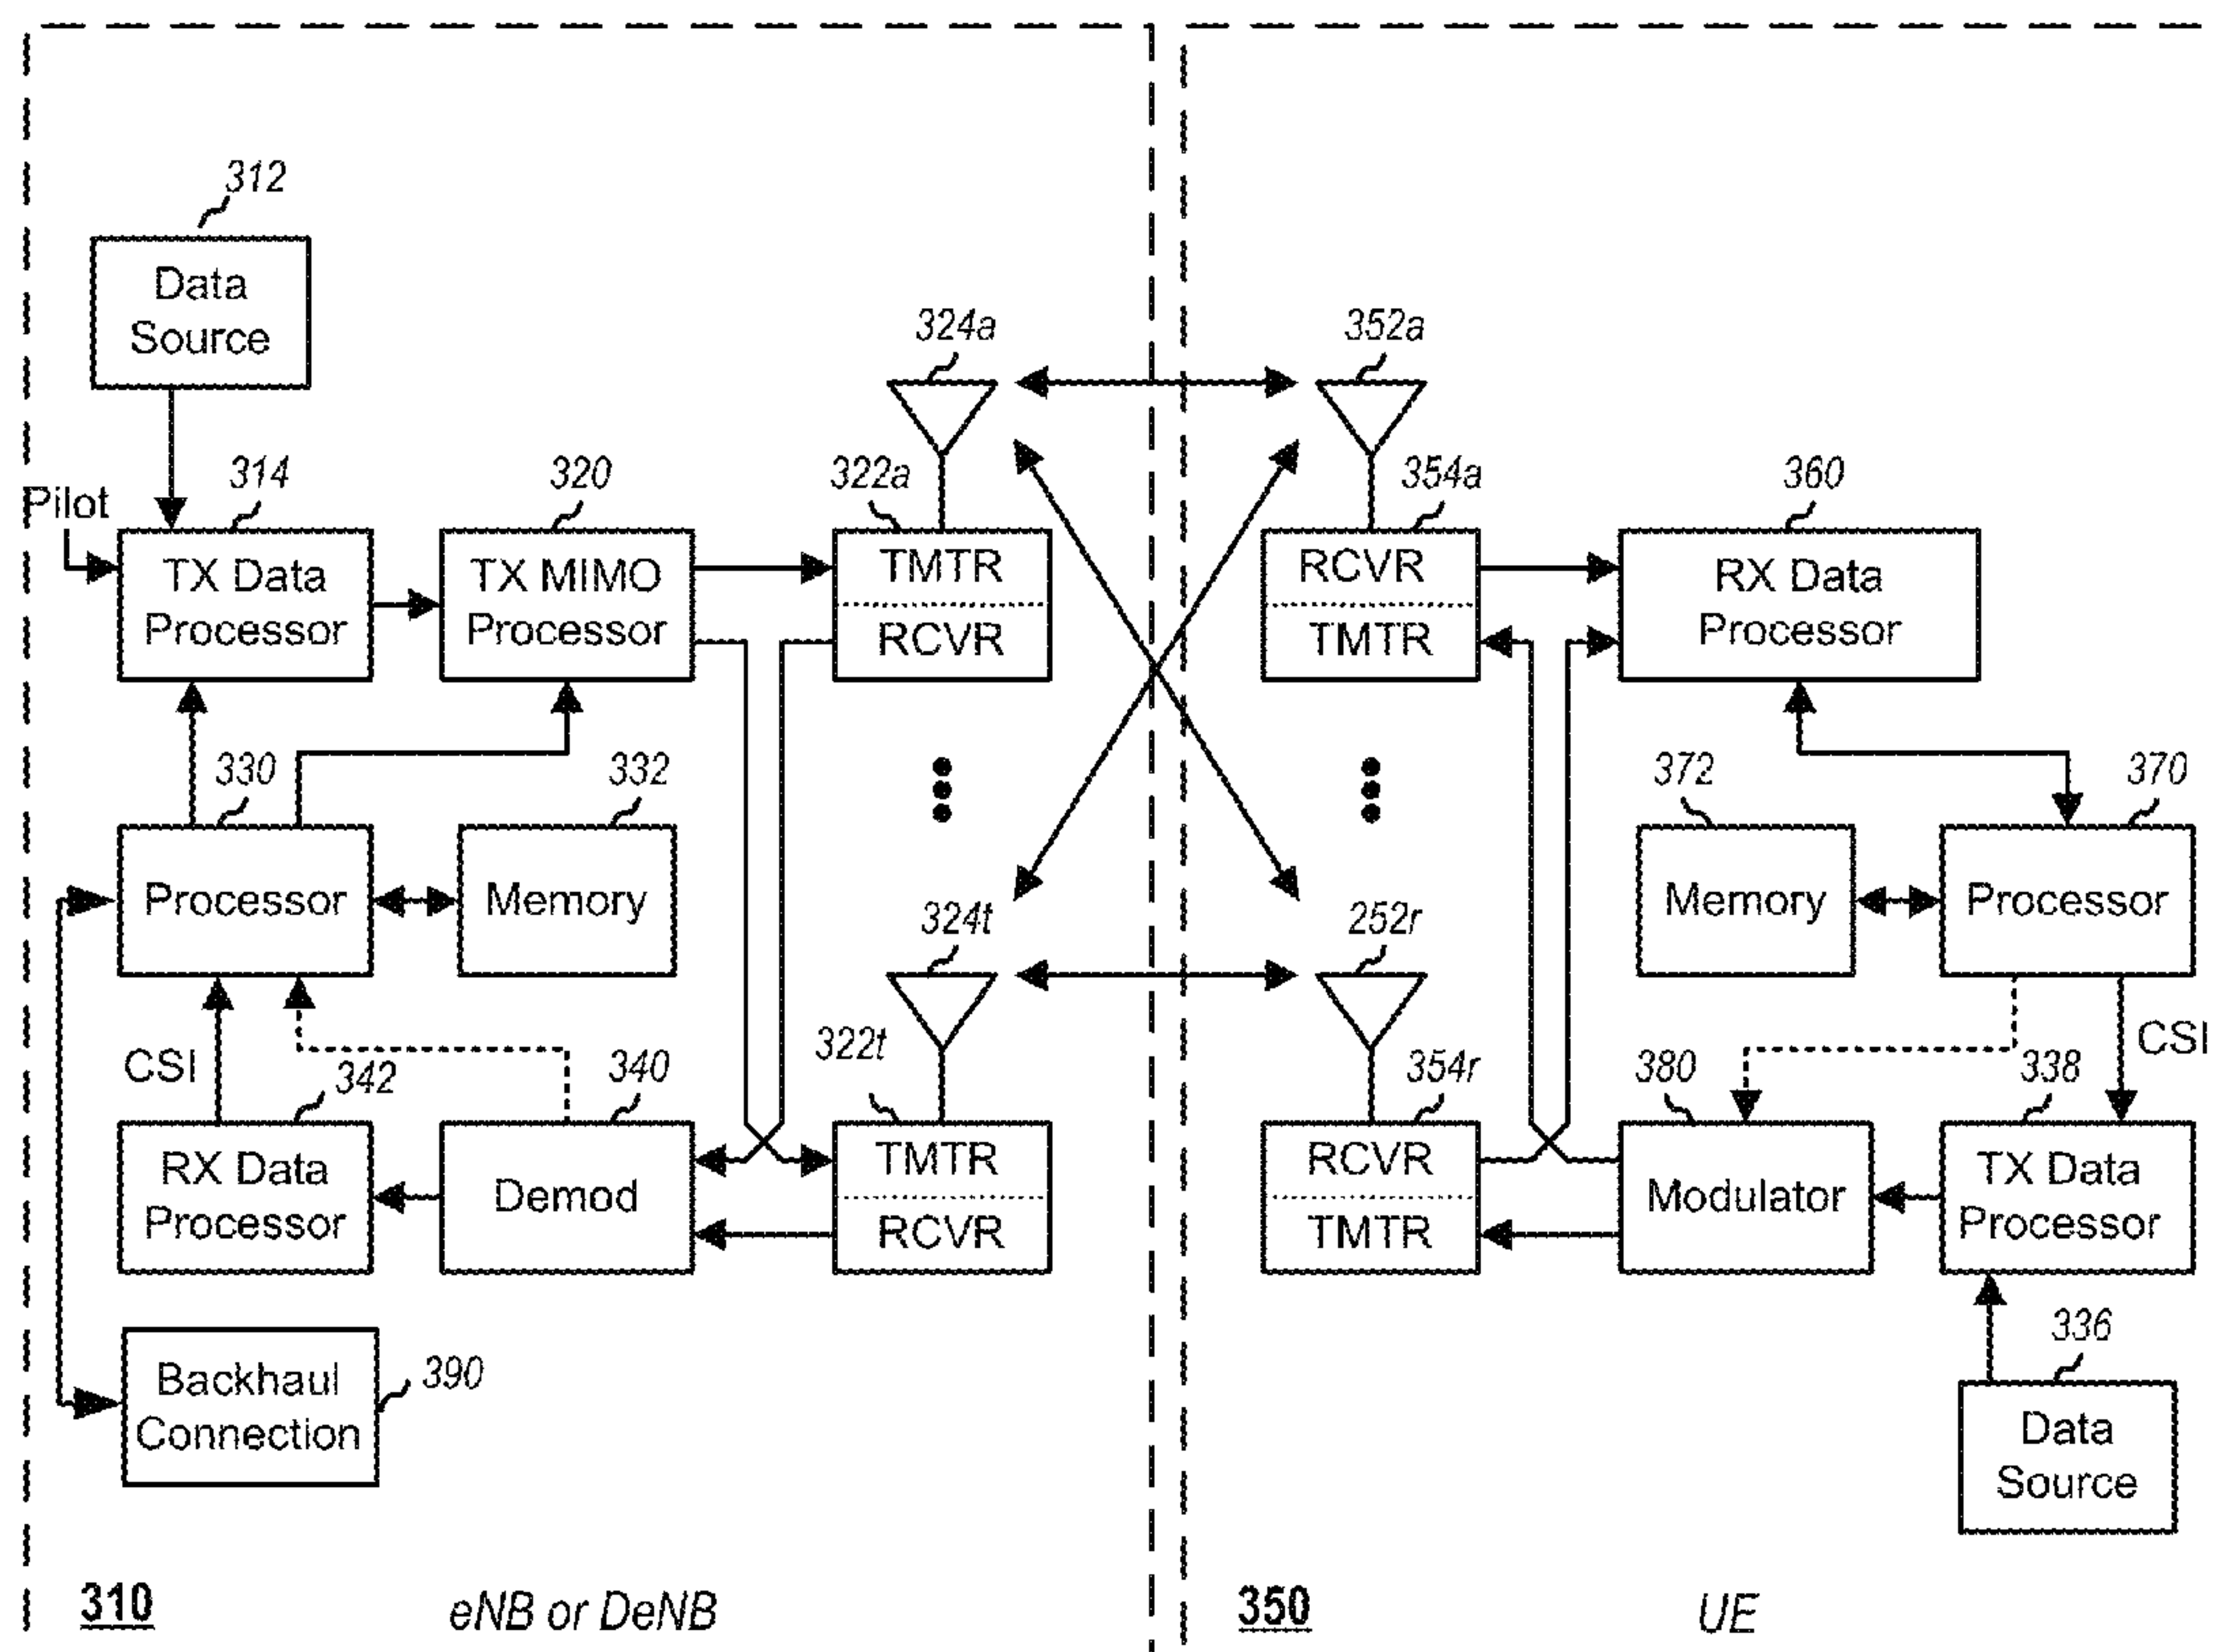 312
Data
Source
324a
352a
Pilot
314
320
322a
354a
360
TX Data
Processor
TX MIMO
Processor
TMTR
RCVR
RCVR
TMTR
RX Data
Processor
330
332
372
370
Processor
Memory
Memory
Processor
324t
252r
CSI
342
340
322t
354r
380
338
CSI
RX Data
Processor
Demod
TMTR
RCVR
RCVR
TMTR
Modulator
TX Data
Processor
Backhaul
Connection
390
336
Data
Source
310
eNB or DeNB
350
UE